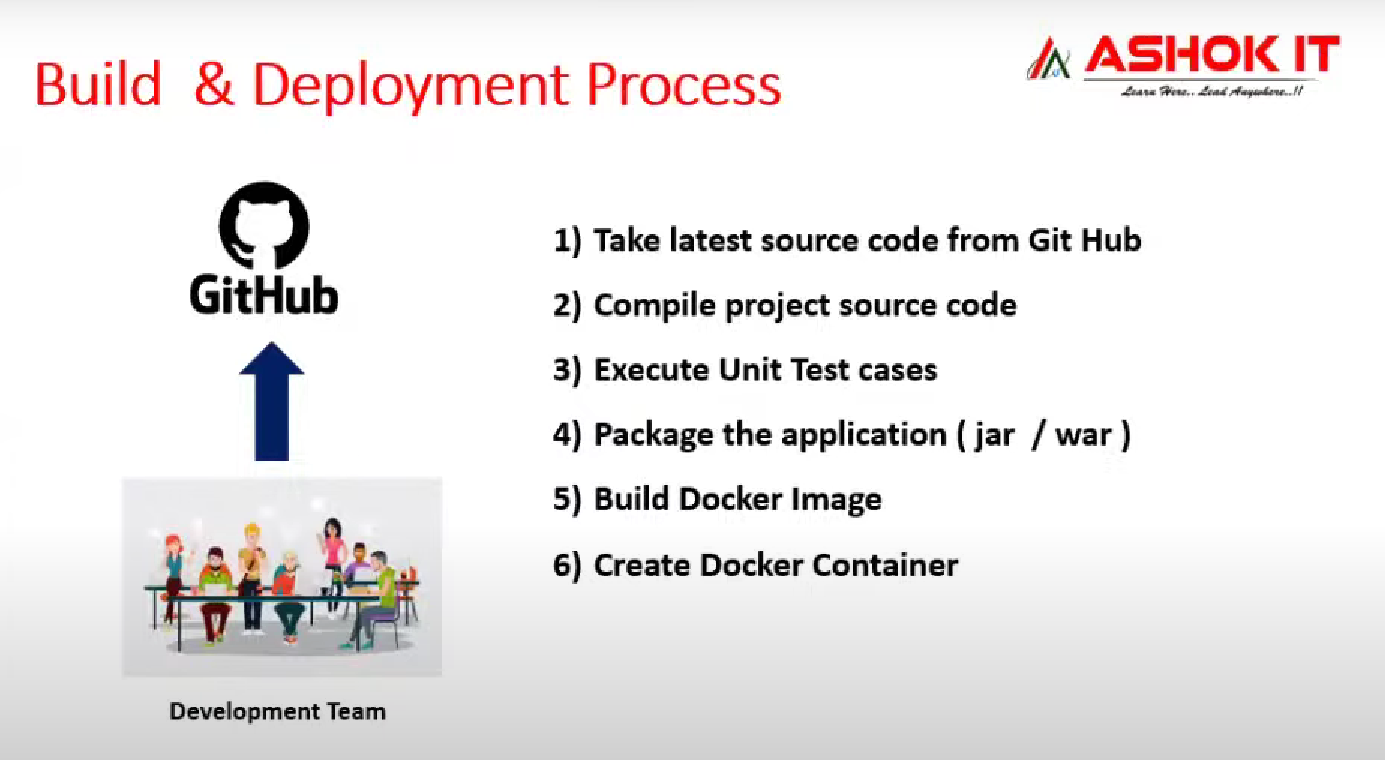 Build & Deployment Process
ASHOK IT
Learn Here.. Lead Anywhere..!!
GitHub
1) Take latest source code from Git Hub
2) Compile project source code
3) Execute Unit Test cases
4) Package the application ( jar / war )
5) Build Docker Image
6) Create Docker Container
Development Team